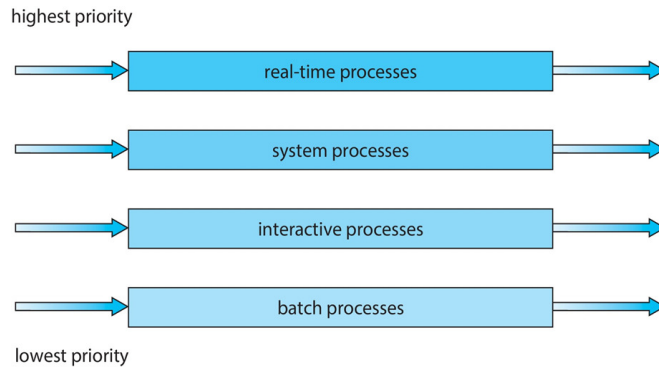 highest priority
real-time processes
system processes
interactive processes
batch processes
lowest priority